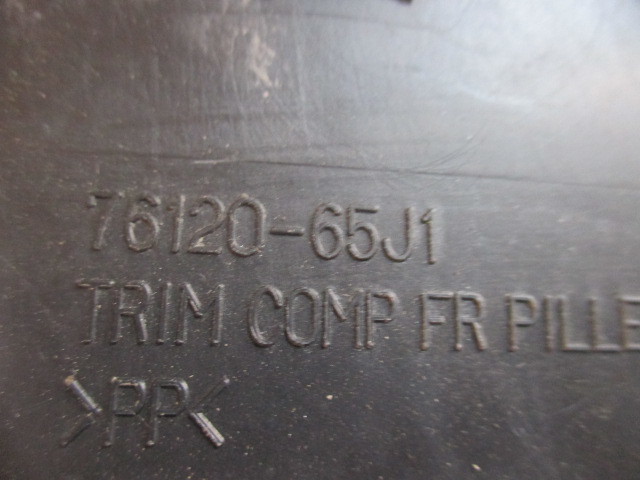 76120-65J1
TRIM COMP FR PILLE
>PP<